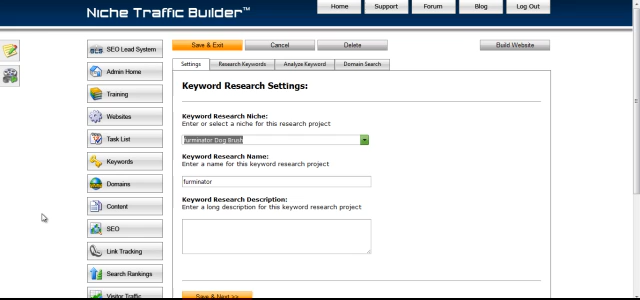 Niche Traffic Builder™
Home Support Forum Blog Log Out
Save & Exit Cancel Delete Build Website
Settings Research Keywords Analyze Keyword Domain Search
SEO Lead System
Admin Home
Training
Websites
Task List
Keywords
Domains
Content
SEO
Link Tracking
Search Rankings
Visitor Traffic
Keyword Research Settings:
Keyword Research Niche:
Enter or select a niche for this research project
furminator Dog Brush
Keyword Research Name:
Enter a name for this keyword research project
furminator
Keyword Research Description:
Enter a long description for this keyword research project
Save & Next >>